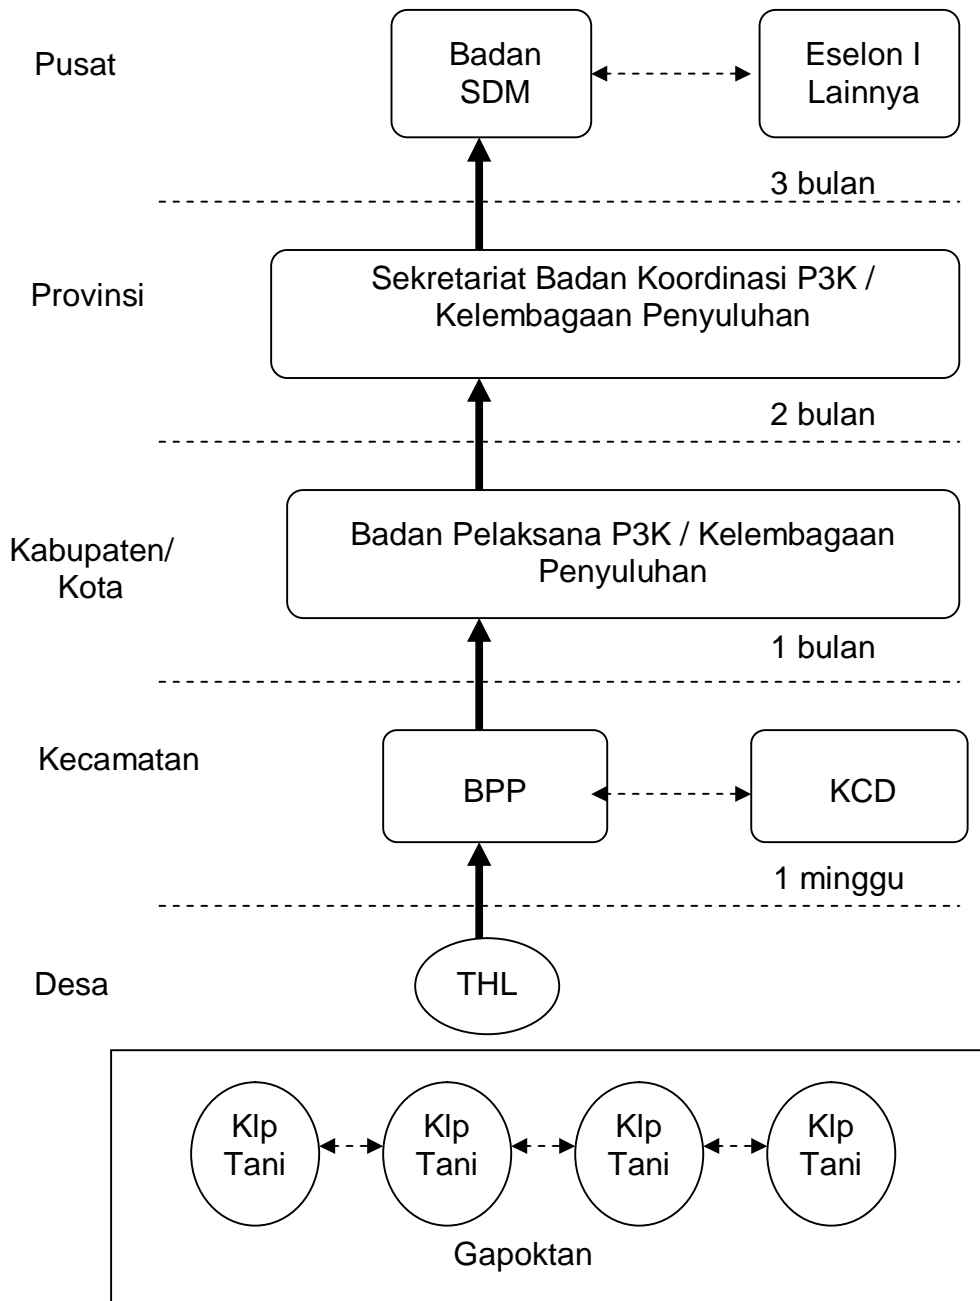 Pusat
Badan
SDM
Eselon I
Lainnya
3 bulan
Provinsi
Sekretariat Badan Koordinasi P3K /
Kelembagaan Penyuluhan
2 bulan
Kabupaten/
Kota
Badan Pelaksana P3K / Kelembagaan
Penyuluhan
1 bulan
Kecamatan
BPP
KCD
1 minggu
Desa
THL
Klp
Tani
Klp
Tani
Klp
Tani
Klp
Tani
Gapoktan